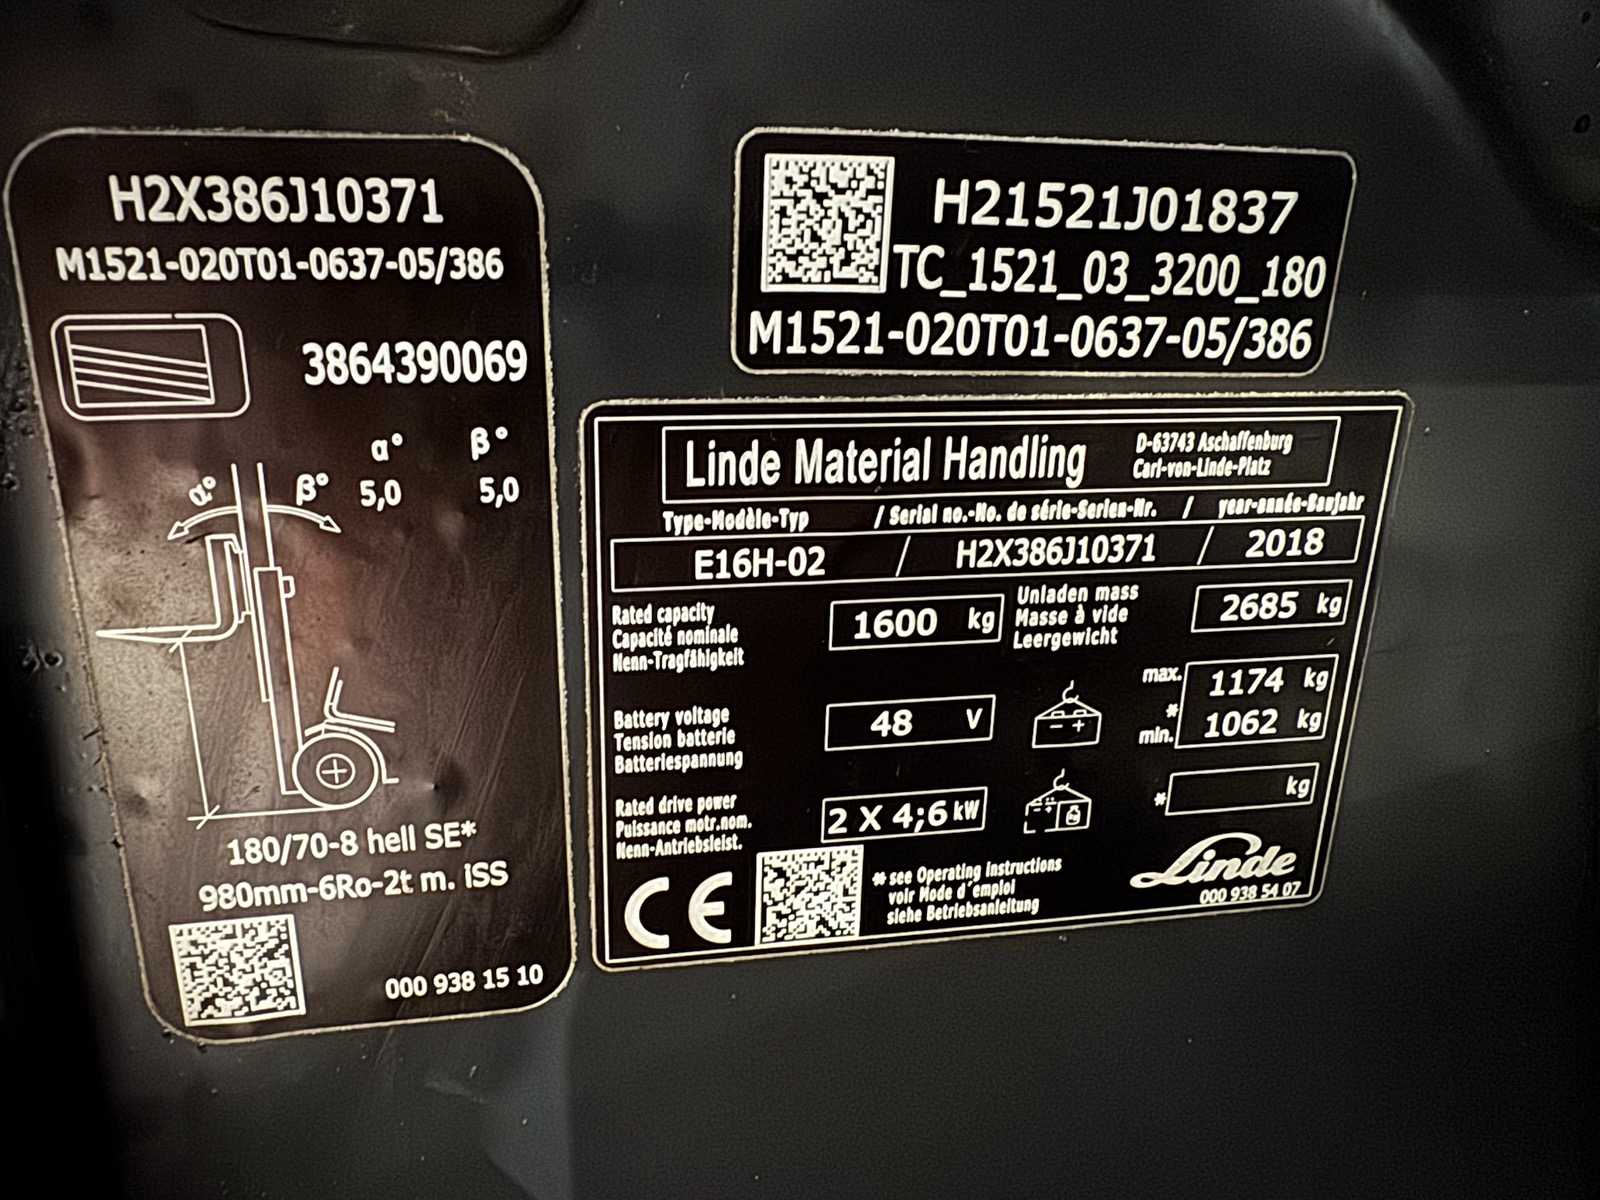 H2X386J10371
M1521-020T01-0637-05/386
3864390069
α° β°
α° β° 5,0 5,0
180/70-8 hell SE*
980mm-6Ro-2t m. iSS
000 938 15 10
H21521J01837
TC_1521_03_3200_180
M1521-020T01-0637-05/386
Linde Material Handling
D-63743 Aschaffenburg
Carl-von-Linde-Platz
Type-Modèle-Typ / Serial no.-No. de série-Serien-Nr. / year-année-Baujahr
E16H-02 / H2X386J10371 / 2018
Rated capacity
Capacité nominale
Nenn-Tragfähigkeit
1600 kg
Unladen mass
Masse à vide
Leergewicht
2685 kg
Battery voltage
Tension batterie
Batteriespannung
48 V
- +
max. 1174 kg
*
min. 1062 kg
Rated drive power
Puissance motr.nom.
Nenn-Antriebsleist.
2 X 4;6 kW
* kg
CE
* see Operating instructions
voir Mode d'emploi
siehe Betriebsanleitung
Linde
000 938 54 07